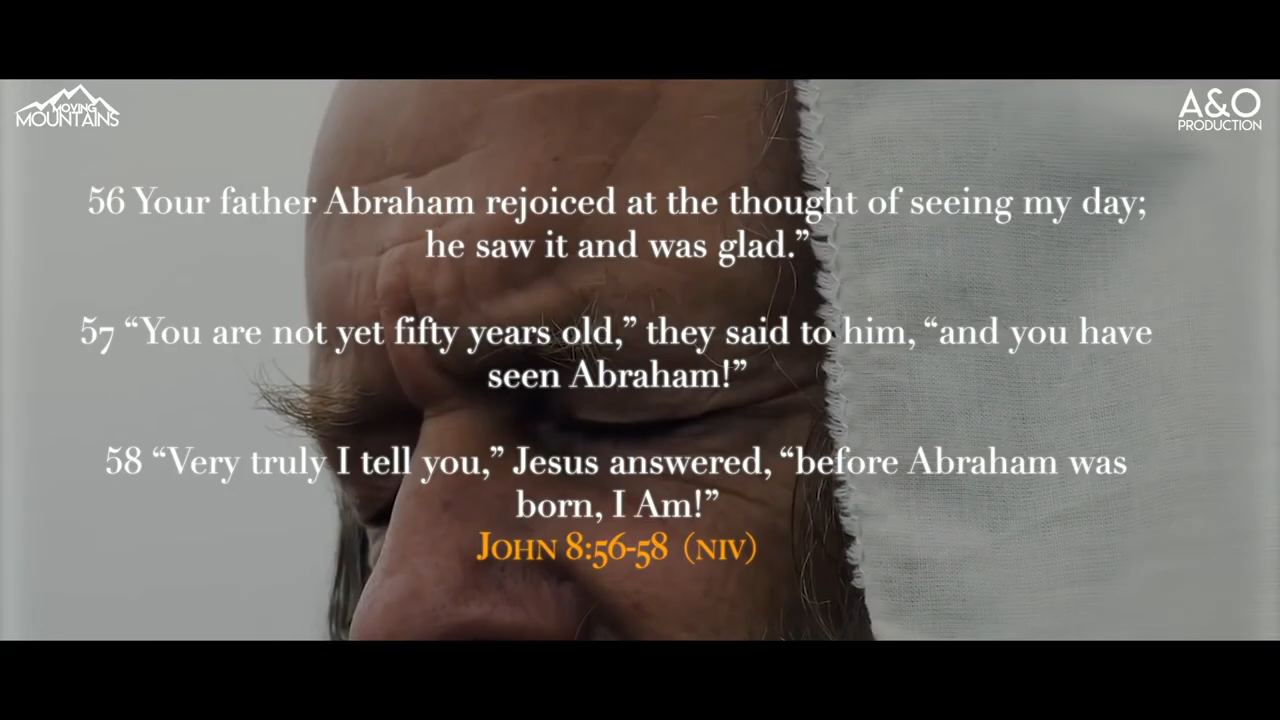 MOVING
MOUNTAINS
A&O
PRODUCTION
56 Your father Abraham rejoiced at the thought of seeing my day;
he saw it and was glad.”
57 “You are not yet fifty years old,” they said to him, “and you have
seen Abraham!”
58 “Very truly I tell you,” Jesus answered, “before Abraham was
born, I Am!”
John 8:56-58 (NIV)